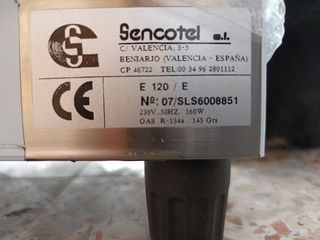 Sencotel s.l.
C/ VALENCIA, 3-5
BENIARJO (VALENCIA - ESPAÑA)
CP 46722 TEL:00 34 96 2801112
CE
E 120 / E
Nº: 07/SLS6008851
230V..50HZ. 160W
GAS R-134a 145 Grs